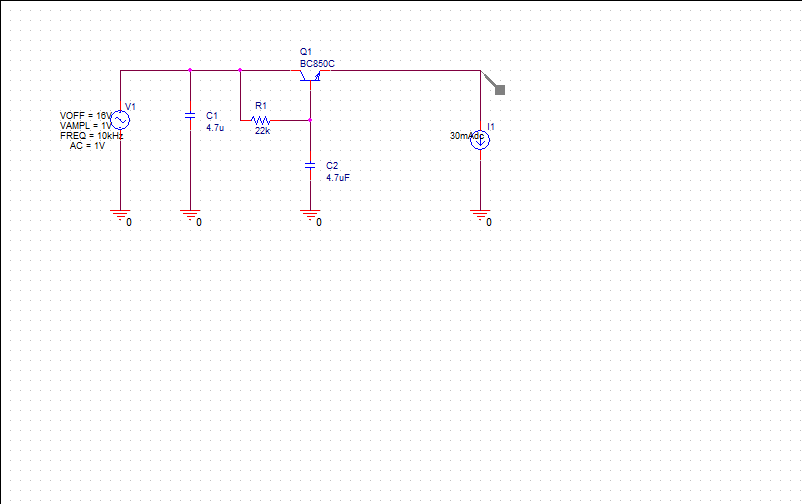 Q1
BC850C
V1
VOFF = 16V
VAMPL = 1V
FREQ = 10kHz
AC = 1V
C1
4.7u
R1
22k
I1
30mAdc
C2
4.7uF
0
0
0
0